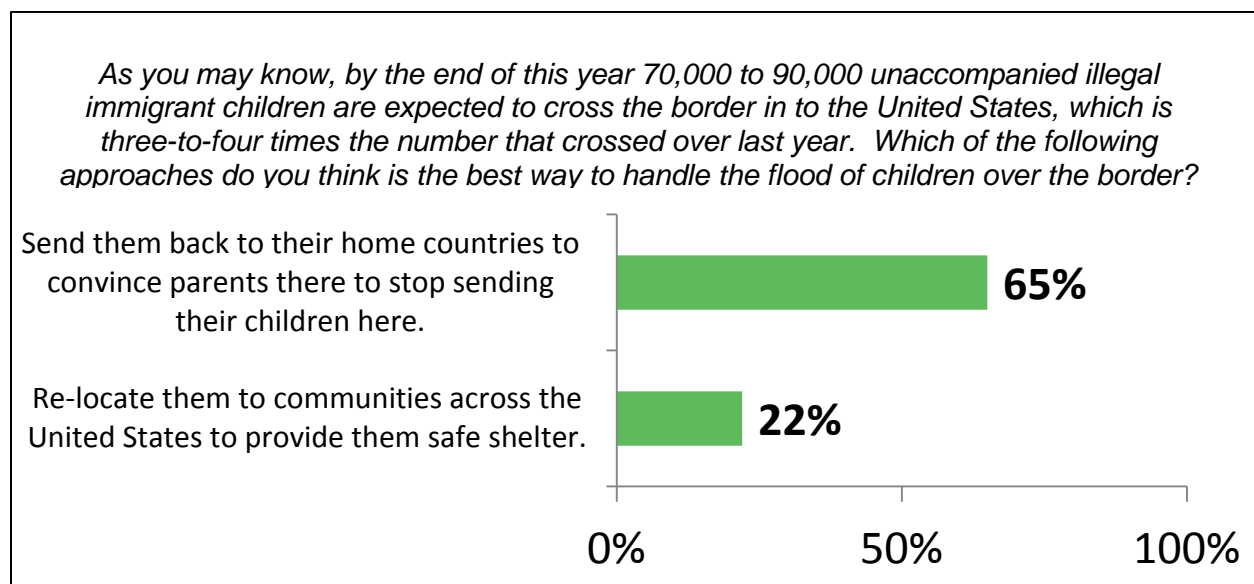 As you may know, by the end of this year 70,000 to 90,000 unaccompanied illegal
immigrant children are expected to cross the border in to the United States, which is
three-to-four times the number that crossed over last year.  Which of the following
approaches do you think is the best way to handle the flood of children over the border?
Send them back to their home countries to
convince parents there to stop sending
their children here.
65%
Re-locate them to communities across the
United States to provide them safe shelter.
22%
0%
50%
100%